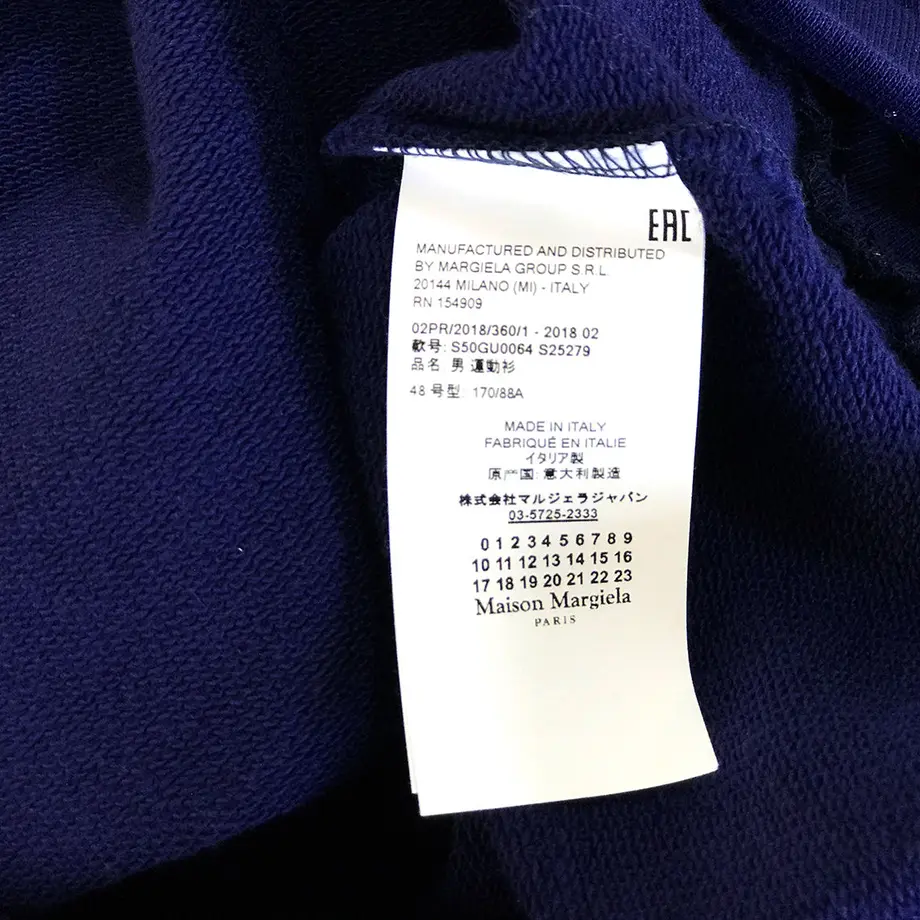 EAC
MANUFACTURED AND DISTRIBUTED
BY MARGIELA GROUP S.R.L.
20144 MILANO (MI) - ITALY
RN 154909
02PR/2018/360/1 - 2018 02
款号: S50GU0064 S25279
品名: 男 運動衫
48 号型: 170/88A
MADE IN ITALY
FABRIQUÉ EN ITALIE
イタリア製
原产国: 意大利製造
株式会社マルジェラジャパン
03-5725-2333
0 1 2 3 4 5 6 7 8 9
10 11 12 13 14 15 16
17 18 19 20 21 22 23
Maison Margiela
PARIS